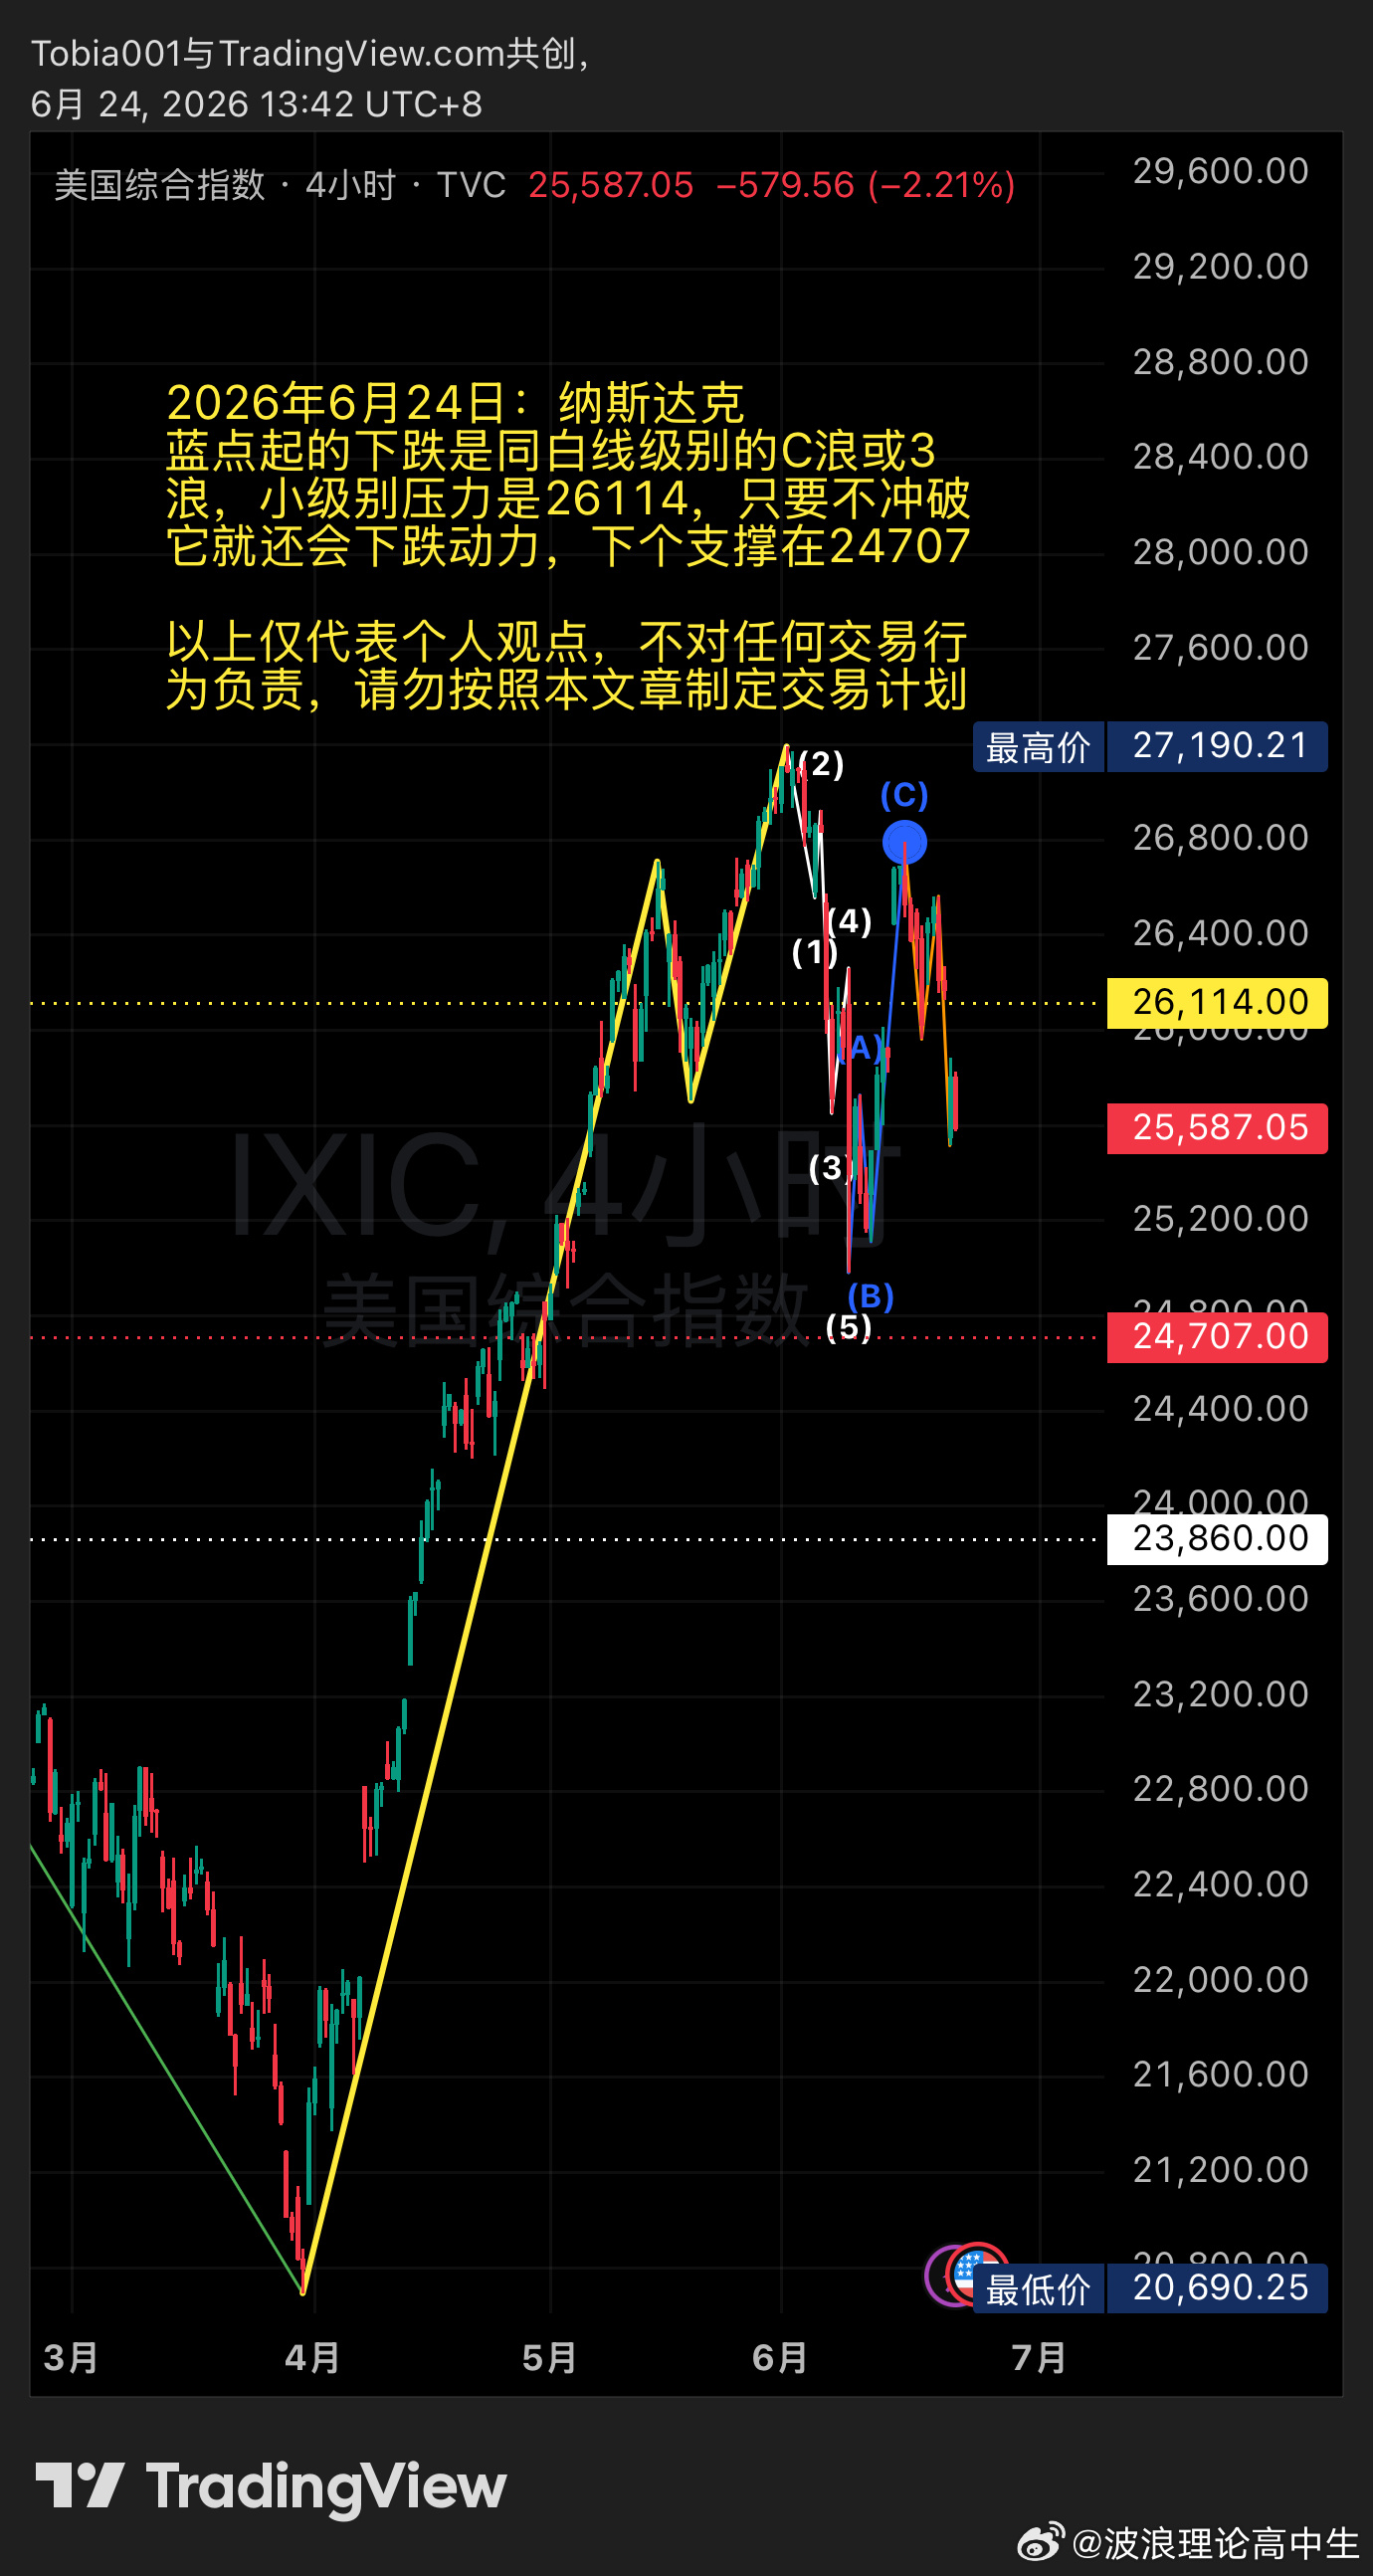 Tobia001与TradingView.com共创，
6月 24, 2026 13:42 UTC+8
美国综合指数 · 4小时 · TVC 25,587.05 −579.56 (−2.21%)
29,600.00
29,200.00
28,800.00
2026年6月24日：纳斯达克
蓝点起的下跌是同白线级别的C浪或3
浪，小级别压力是26114，只要不冲破
它就还会下跌动力，下个支撑在24707
以上仅代表个人观点，不对任何交易行
为负责，请勿按照本文章制定交易计划
28,400.00
28,000.00
27,600.00
最高价 27,190.21
(2)
(C)
26,800.00
(4)
26,400.00
(1)
26,114.00
26,000.00
(A)
25,587.05
IXIC, 4小时
(3)
25,200.00
美国综合指数
(B)
24,800.00
(5)
24,707.00
24,400.00
24,000.00
23,860.00
23,600.00
23,200.00
22,800.00
22,400.00
22,000.00
21,600.00
21,200.00
20,800.00
最低价 20,690.25
3月 4月 5月 6月 7月
TradingView
@波浪理论高中生